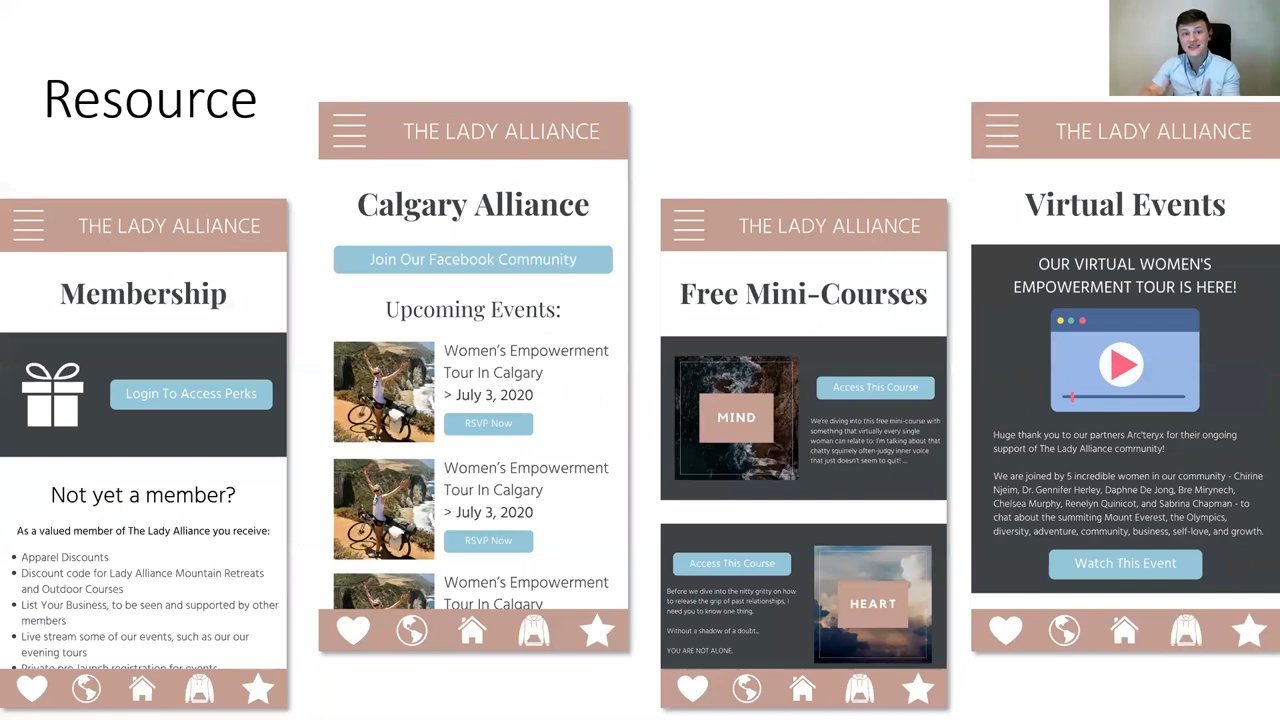 Resource
THE LADY ALLIANCE
Membership
Login To Access Perks
Not yet a member?
As a valued member of The Lady Alliance you receive:
• Apparel Discounts
• Discount code for Lady Alliance Mountain Retreats
and Outdoor Courses
• List Your Business, to be seen and supported by other
members
• Live stream some of our events, such as our our
evening tours
• Private pre-launch registration for events
THE LADY ALLIANCE
Calgary Alliance
Join Our Facebook Community
Upcoming Events:
Women's Empowerment
Tour In Calgary
> July 3, 2020
RSVP Now
Women's Empowerment
Tour In Calgary
> July 3, 2020
RSVP Now
Women's Empowerment
Tour In Calgary
THE LADY ALLIANCE
Free Mini-Courses
MIND
Access This Course
We're diving into this free mini-course with
something that virtually every single
woman can relate to: I'm talking about that
chatty squirrely often-judgy inner voice
that just doesn't seem to quit! ...
Access This Course
Before we dive into the nitty gritty on how
to release the grip of past relationships, I
need you to know one thing.
Without a shadow of a doubt..,
YOU ARE NOT ALONE.
HEART
THE LADY ALLIANCE
Virtual Events
OUR VIRTUAL WOMEN'S
EMPOWERMENT TOUR IS HERE!
Huge thank you to our partners Arc'teryx for their ongoing
support of The Lady Alliance community!
We are joined by 5 incredible women in our community - Chirine
Njeim, Dr. Gennifer Herley, Daphne De Jong, Bre Mirynech,
Chelsea Murphy, Renelyn Quinicot, and Sabrina Chapman - to
chat about the summiting Mount Everest, the Olympics,
diversity, adventure, community, business, self-love, and growth.
Watch This Event